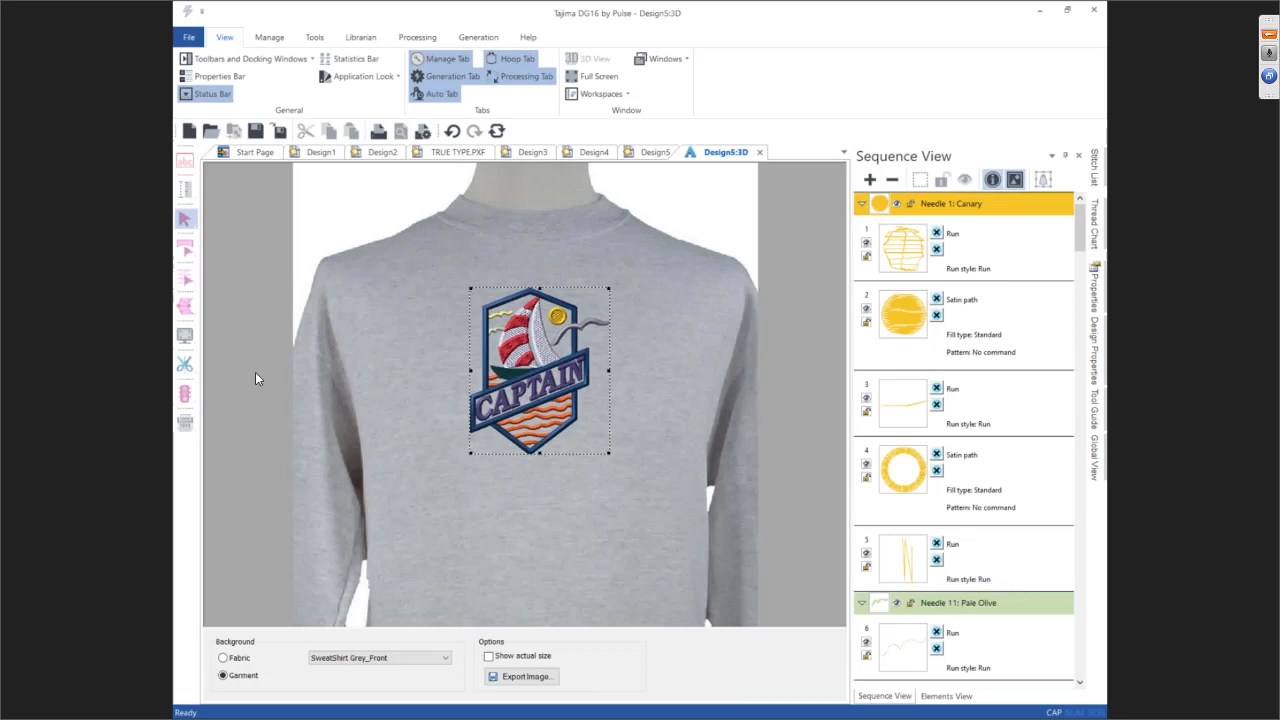 Tajima DG16 by Pulse - Design5:3D
File View Manage Tools Librarian Processing Generation Help
Toolbars and Docking Windows Statistics Bar Manage Tab Hoop Tab 3D View Windows
Properties Bar Application Look Generation Tab Processing Tab Full Screen
Status Bar Auto Tab Workspaces
General Tabs Window
Start Page Design1 Design2 TRUE TYPE.PXF Design3 Design4 Design5 Design5:3D
abc
CAPTAIN
Background
Fabric
SweatShirt Grey_Front
Garment
Options
Show actual size
Export Image...
Sequence View
Needle 1: Canary
1 Run
Run style: Run
2 Satin path
Fill type: Standard
Pattern: No command
3 Run
Run style: Run
4 Satin path
Fill type: Standard
Pattern: No command
5 Run
Run style: Run
Needle 11: Pale Olive
6 Run
Run style: Run
Sequence View Elements View
Stitch List
Thread Chart
Properties
Design Properties
Tool Guide
Global View
Ready
CAP NUM SCRL